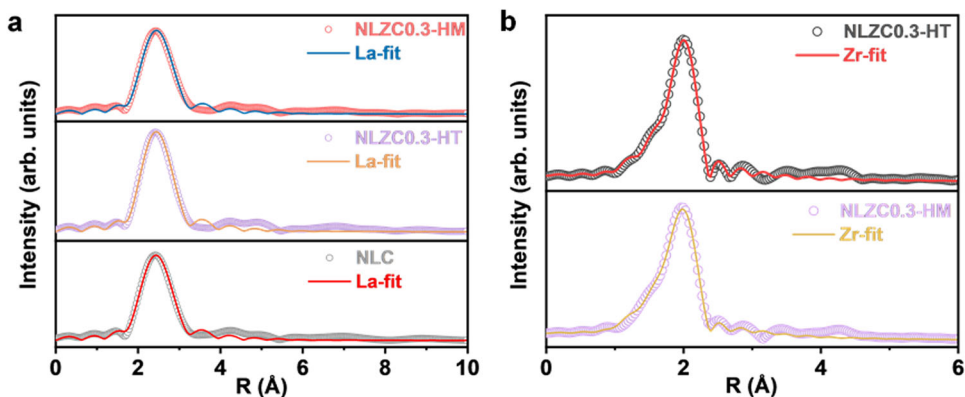 a
NLZC0.3-HM
La-fit
NLZC0.3-HT
La-fit
NLC
La-fit
Intensity (arb. units)
0 2 4 6 8 10
R (Å)
b
NLZC0.3-HT
Zr-fit
NLZC0.3-HM
Zr-fit
Intensity (arb. units)
0 2 4 6
R (Å)